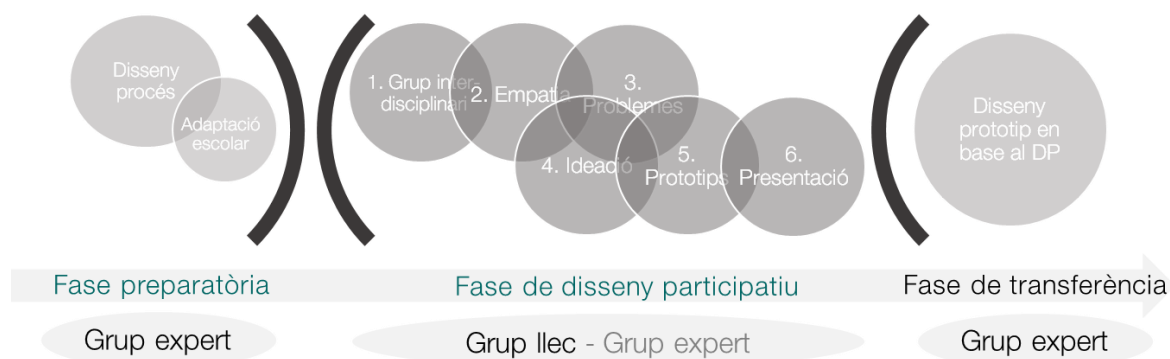 Disseny
procés
Adaptació
escolar
1. Grup inter-
disciplinari
2. Empatia
3.
Problemes
4. Ideació
5.
Prototips
6.
Presentació
Disseny
prototip en
base al DP
Fase preparatòria
Fase de disseny participatiu
Fase de transferència
Grup expert
Grup llec - Grup expert
Grup expert